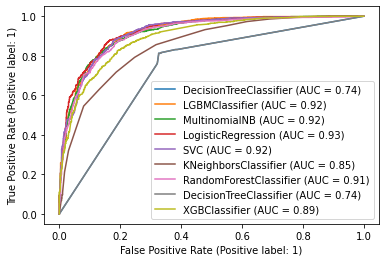 True Positive Rate (Positive label: 1)
1.0
0.8
0.6
0.4
0.2
0.0
DecisionTreeClassifier (AUC = 0.74)
LGBMClassifier (AUC = 0.92)
MultinomialNB (AUC = 0.92)
LogisticRegression (AUC = 0.93)
SVC (AUC = 0.92)
KNeighborsClassifier (AUC = 0.85)
RandomForestClassifier (AUC = 0.91)
DecisionTreeClassifier (AUC = 0.74)
XGBClassifier (AUC = 0.89)
0.0 0.2 0.4 0.6 0.8 1.0
False Positive Rate (Positive label: 1)